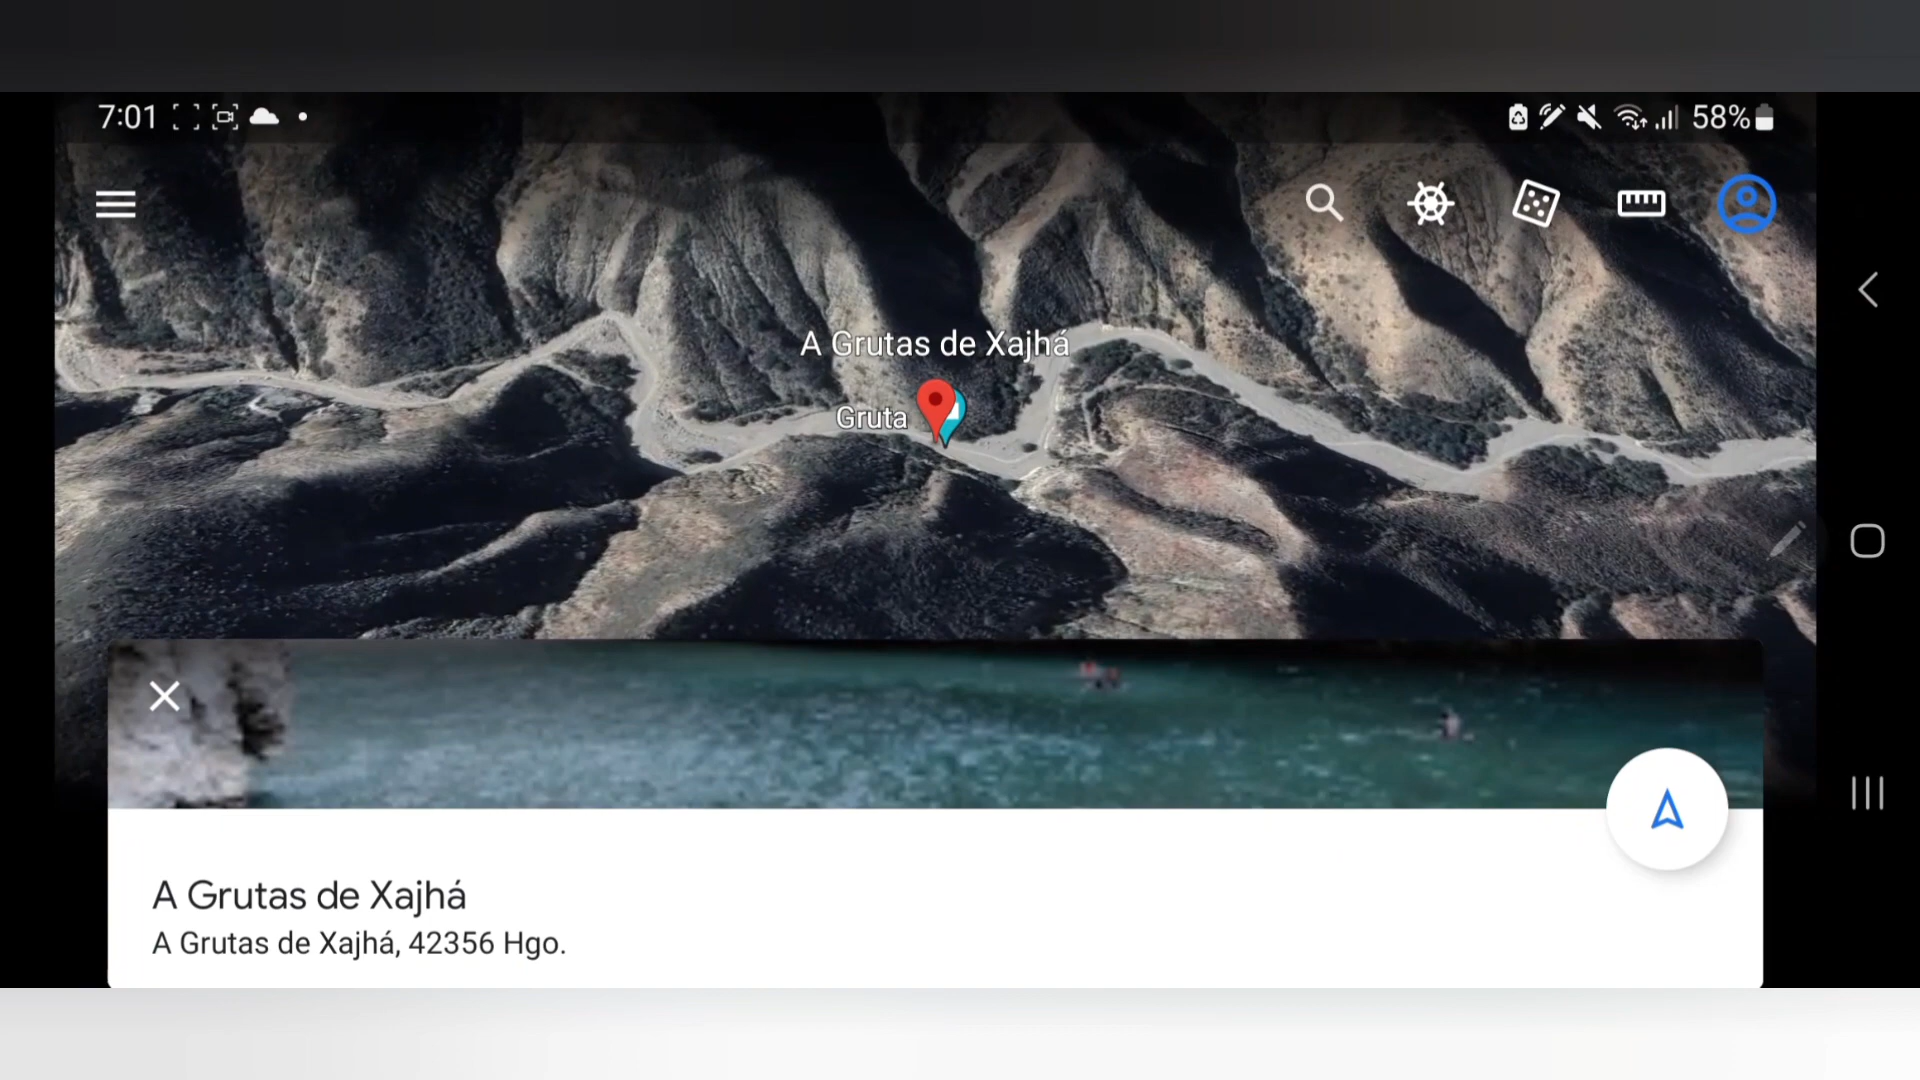 7:01
58%
A Grutas de Xajhá
Gruta
A Grutas de Xajhá
A Grutas de Xajhá, 42356 Hgo.